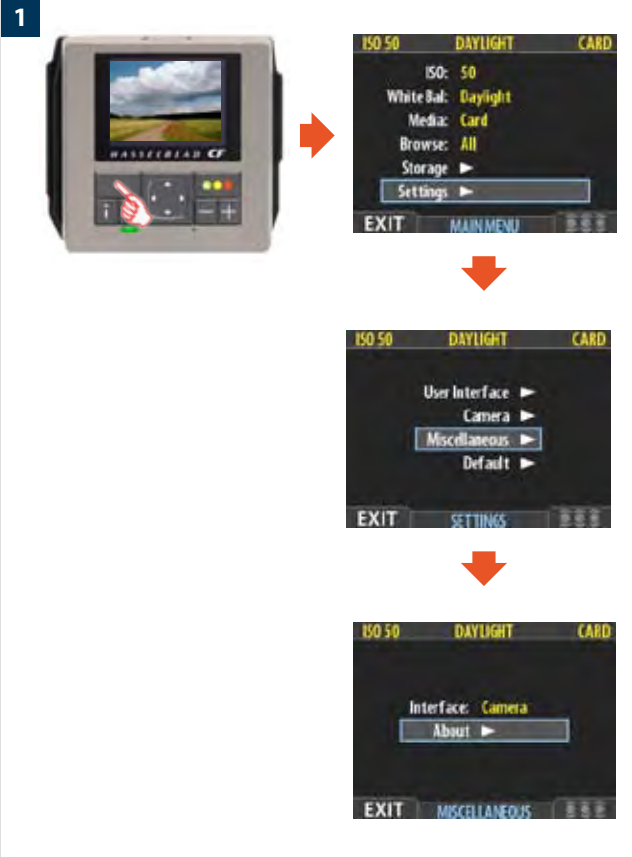 1
HASSELBLAD CF
i
− +
ISO 50 DAYLIGHT CARD
ISO: 50
White Bal: Daylight
Media: Card
Browse: All
Storage ►
Settings ►
EXIT MAIN MENU
ISO 50 DAYLIGHT CARD
User Interface ►
Camera ►
Miscellaneous ►
Default ►
EXIT SETTINGS
ISO 50 DAYLIGHT CARD
Interface: Camera
About ►
EXIT MISCELLANEOUS